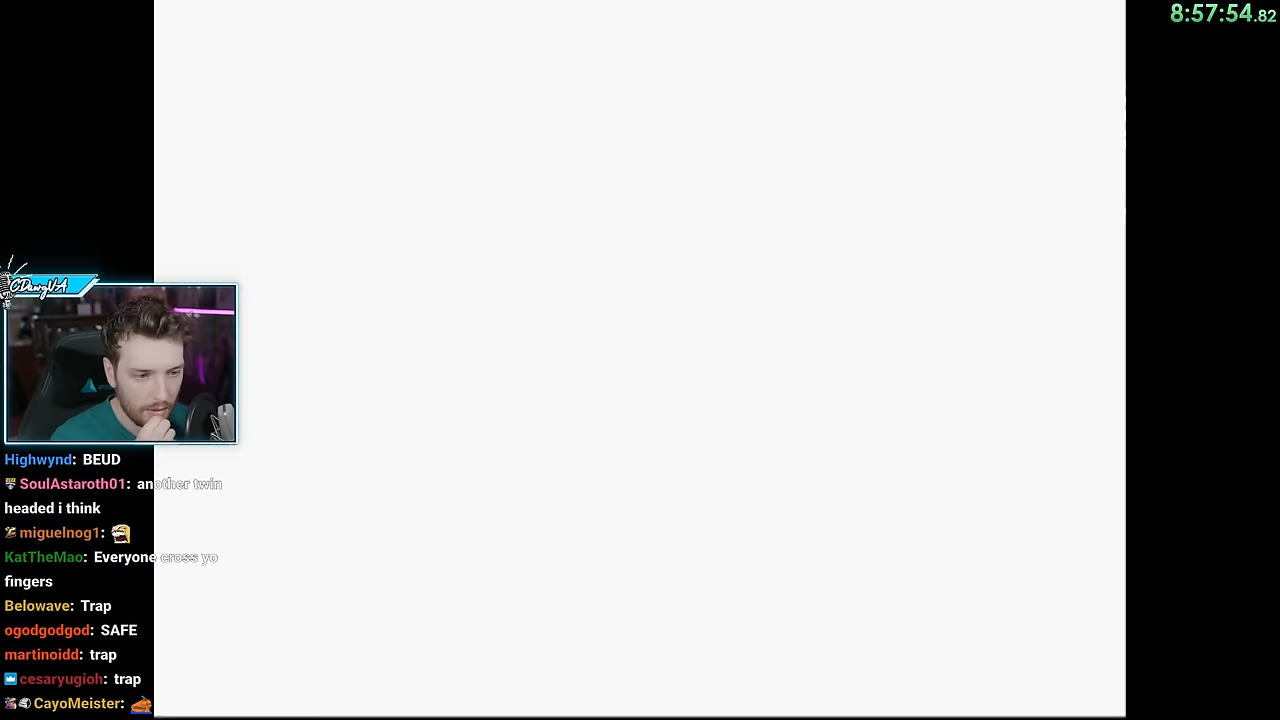 8:57:54.82
CDawgVA
Highwynd: BEUD
SoulAstaroth01: another twin
headed i think
miguelnog1:
KatTheMao: Everyone cross yo
fingers
Belowave: Trap
ogodgodgod: SAFE
martinoidd: trap
cesaryugioh: trap
CayoMeister: